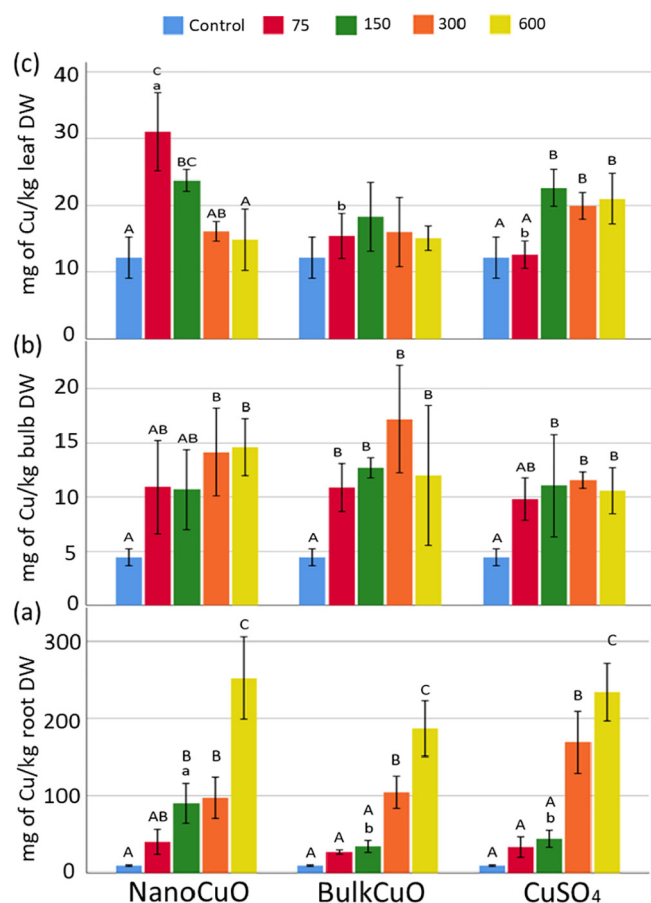 Control 75 150 300 600
(c)
mg of Cu/kg leaf DW
40
30
20
10
0
A C a BC AB A
b
A A b B B B
(b)
mg of Cu/kg bulb DW
20
15
10
5
0
A AB AB B B
A B B B B
A AB B B B
(a)
mg of Cu/kg root DW
300
200
100
0
A AB B a B C
A A A b B C
A A A b B C
NanoCuO BulkCuO CuSO₄